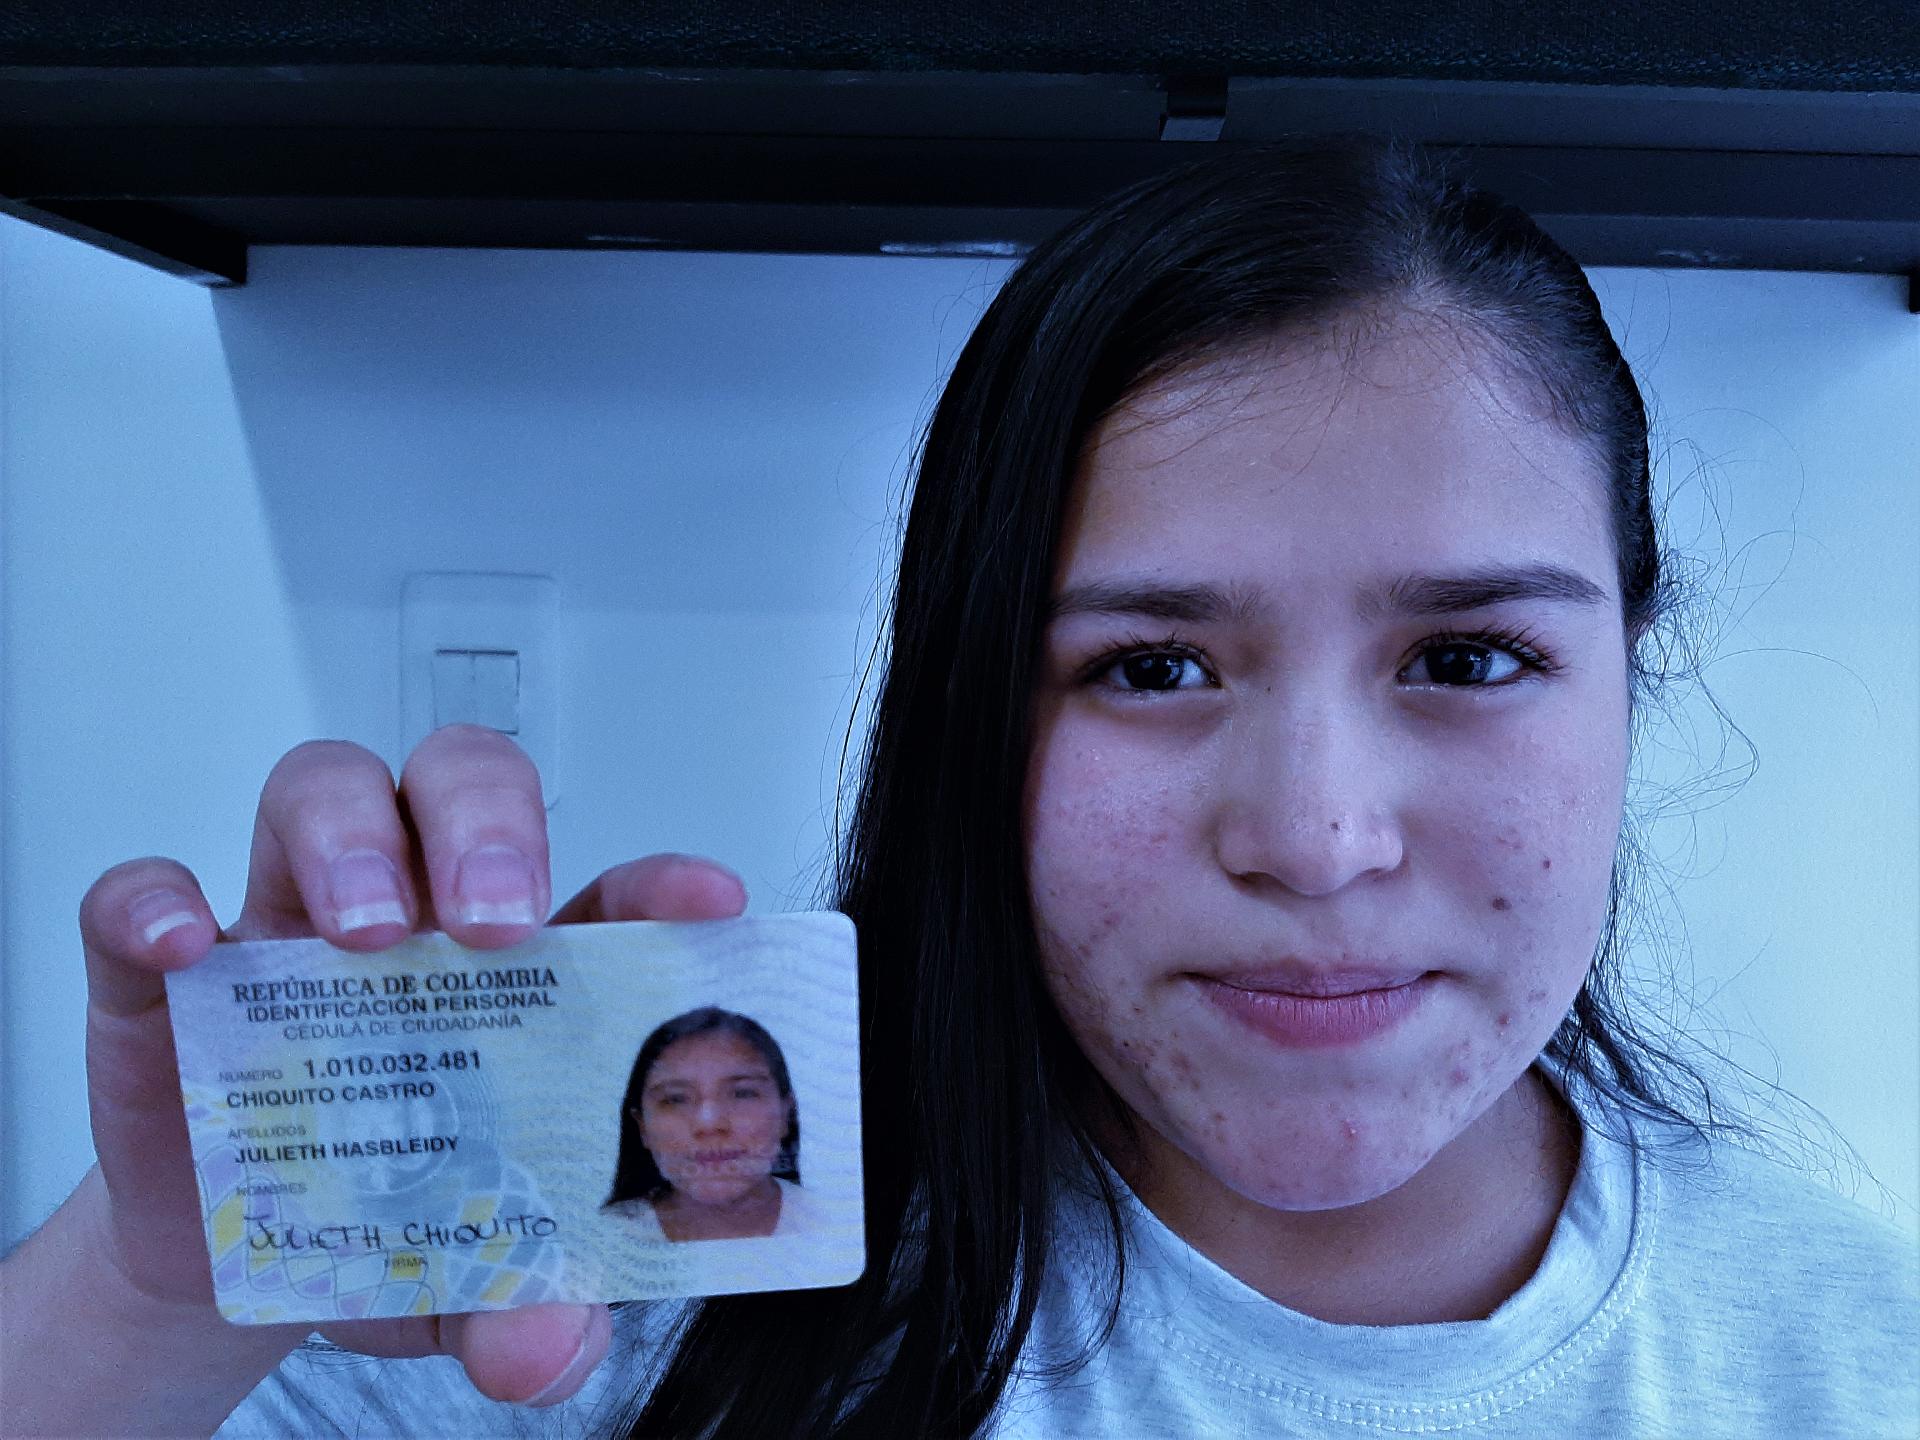 REPÚBLICA DE COLOMBIA
IDENTIFICACIÓN PERSONAL
CÉDULA DE CIUDADANÍA
NÚMERO 1.010.032.481
CHIQUITO CASTRO
APELLIDOS
JULIETH HASBLEIDY
NOMBRES
JULIETH CHIQUITO
FIRMA